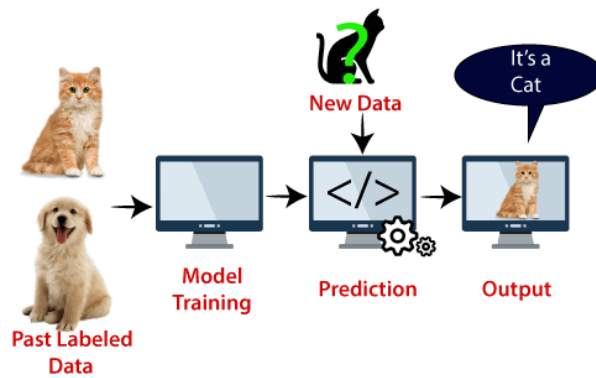 It's a
Cat
?
New Data
</>
Model
Training
Prediction
Output
Past Labeled
Data